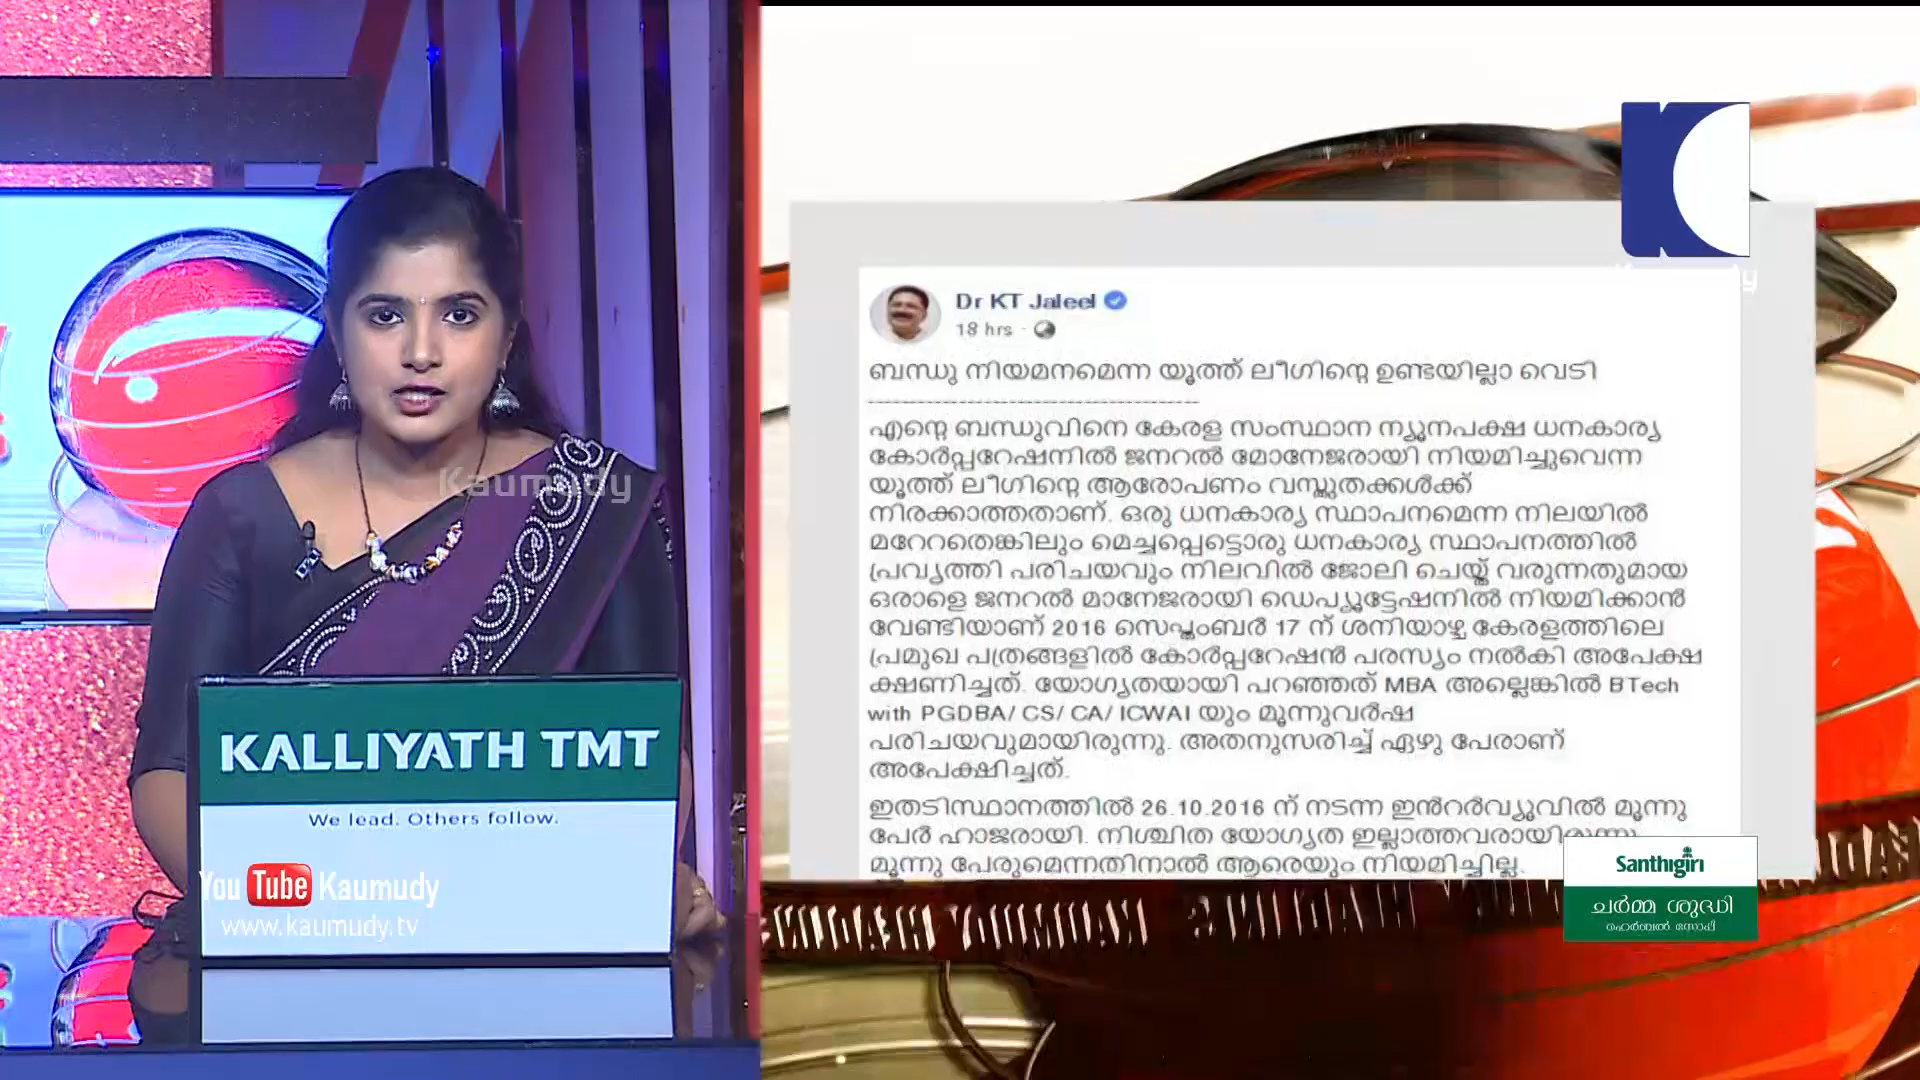 Kaumudy
Dr KT Jaleel
18 hrs
ബന്ധു നിയമനമെന്ന യൂത്ത് ലീഗിന്റെ ഉണ്ടയില്ലാ വെടി
----------------------------------------
എന്റെ ബന്ധുവിനെ കേരള സംസ്ഥാന ന്യൂനപക്ഷ ധനകാര്യ
കോർപ്പറേഷനിൽ ജനറൽ മോനേജരായി നിയമിച്ചുവെന്ന
യൂത്ത് ലീഗിന്റെ ആരോപണം വസ്തുതക്കൾക്ക്
നിരക്കാത്തതാണ്. ഒരു ധനകാര്യ സ്ഥാപനമെന്ന നിലയിൽ
മറേറതെങ്കിലും മെച്ചപ്പെട്ടൊരു ധനകാര്യ സ്ഥാപനത്തിൽ
പ്രവൃത്തി പരിചയവും നിലവിൽ ജോലി ചെയ്ത് വരുന്നതുമായ
ഒരാളെ ജനറൽ മാനേജരായി ഡെപ്യൂട്ടേഷനിൽ നിയമിക്കാൻ
വേണ്ടിയാണ് 2016 സെപ്തംബർ 17 ന് ശനിയാഴ്ച കേരളത്തിലെ
പ്രമുഖ പത്രങ്ങളിൽ കോർപ്പറേഷൻ പരസ്യം നൽകി അപേക്ഷ
ക്ഷണിച്ചത്. യോഗ്യതയായി പറഞ്ഞത് MBA അല്ലെങ്കിൽ BTech
with PGDBA/ CS/ CA/ ICWAI യും മൂന്നുവർഷ
പരിചയവുമായിരുന്നു. അതനുസരിച്ച് ഏഴു പേരാണ്
അപേക്ഷിച്ചത്.
ഇതടിസ്ഥാനത്തിൽ 26.10.2016 ന് നടന്ന ഇൻറർവ്യൂവിൽ മൂന്നു
പേർ ഹാജരായി. നിശ്ചിത യോഗ്യത ഇല്ലാത്തവരായിരുന്നു
മൂന്നു പേരുമെന്നതിനാൽ ആരെയും നിയമിച്ചില്ല.
KALLIYATH TMT
We lead. Others follow.
You Tube Kaumudy
www.kaumudy.tv
Santhigiri
ചർമ്മ ശുദ്ധി
ഹെർബൽ സോപ്പ്